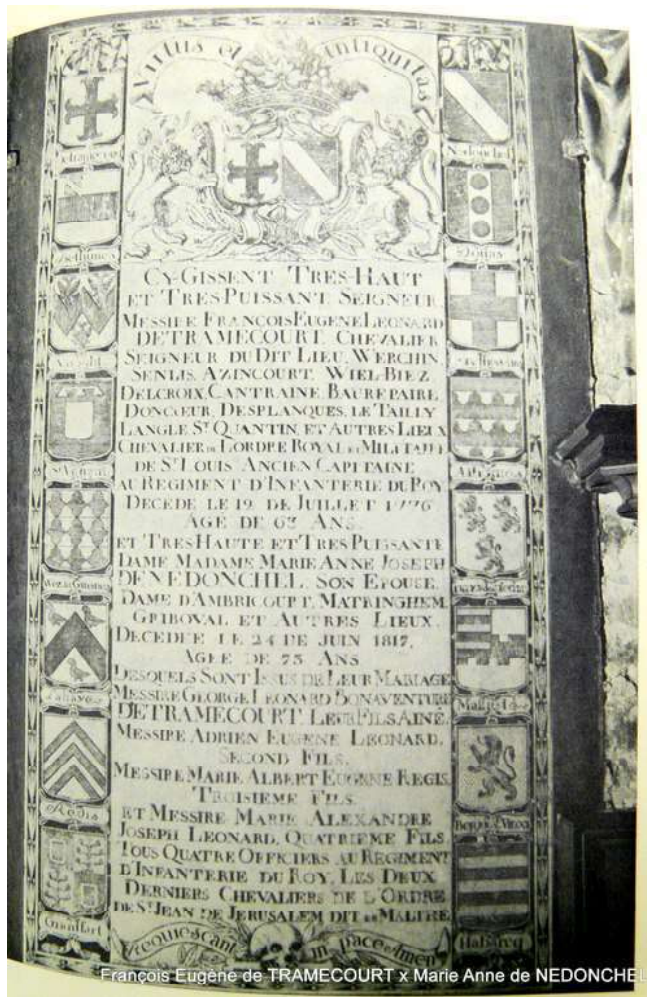 Virtus et Antiquitas
Nedonchel
Bethune
CY-GISSENT TRES-HAUT
ET TRES-PUISSANT SEIGNEUR
MESSIRE FRANCOIS EUGENE LEONARD
DE TRAMECOURT CHEVALIER
SEIGNEUR DU DIT LIEU, WERCHIN
SENLIS, AZINCOURT, WIEL-BIEZ
DELCROIX, CANTRAINE, BAUREPAIRE
DONCOEUR, DESPLANQUES, LE TAILLY
LANGLE ST QUANTIN, ET AUTRES LIEUX
CHEVALIER DE LORDRE ROYAL ET MILITAIRE
DE ST LOUIS ANCIEN CAPITAINE
AU REGIMENT D'INFANTERIE DU ROY
DECEDE LE 19 DE JUILLET 1776
AGE DE 67 ANS.
ET TRES HAUTE ET TRES PUISSANTE
DAME MADAME MARIE ANNE JOSEPH
DE NEDONCHEL, SON EPOUSE,
DAME D'AMBRICOURT, MATRINGHEM,
GRIBOVAL ET AUTRES LIEUX.
DECEDEE LE 24 DE JUIN 1817,
AGEE DE 75 ANS
DESQUELS SONT ISSUS DE LEUR MARIAGE
MESSIRE GEORGE LEONARD BONAVENTURE
DE TRAMECOURT LEUR FILS AINE,
MESSIRE ADRIEN EUGENE LEONARD,
SECOND FILS,
MESSIRE MARIE ALBERT EUGENE REGIS,
TROISIEME FILS
ET MESSIRE MARIE ALEXANDRE
JOSEPH LEONARD, QUATRIEME FILS
TOUS QUATRE OFFICIERS AU REGIMENT
D'INFANTERIE DU ROY, LES DEUX
DERNIERS CHEVALIERS DE L'ORDRE
DE ST JEAN DE JERUSALEM DIT DE MALTHE
Habarcq
requiescant in pace Amen
François Eugène de TRAMECOURT x Marie Anne de NEDONCHEL